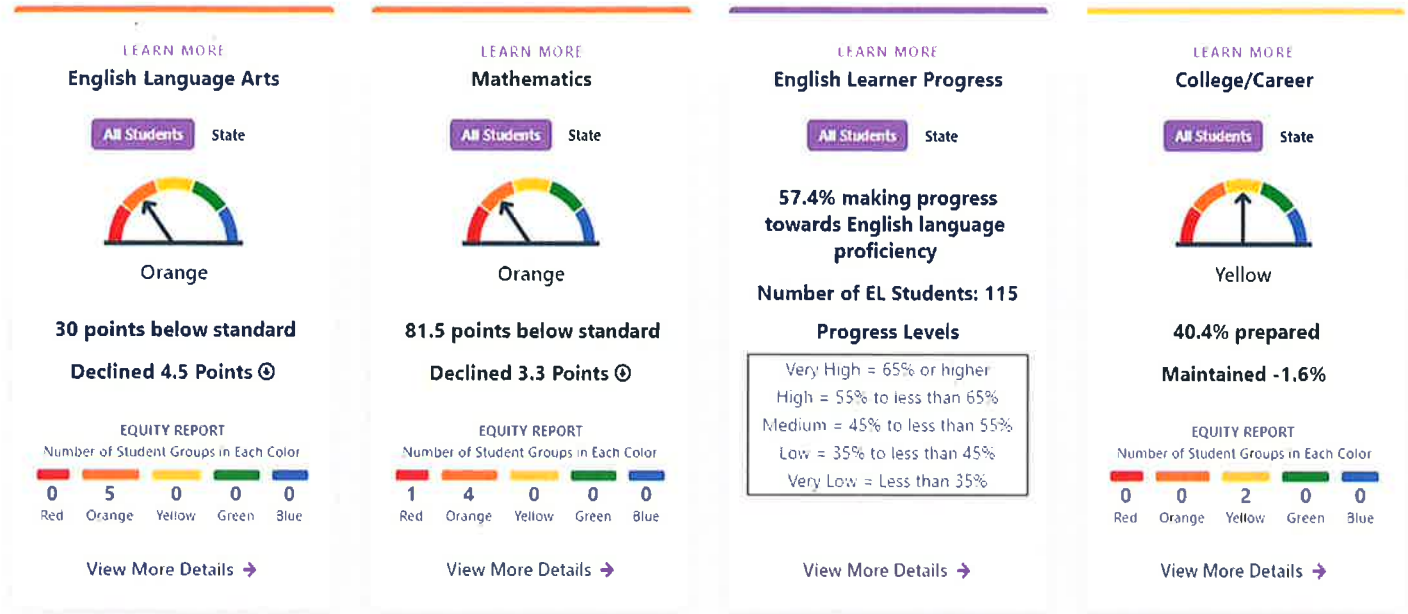 LEARN MORE
English Language Arts
All Students State
Orange
30 points below standard
Declined 4.5 Points
EQUITY REPORT
Number of Student Groups in Each Color
0 5 0 0 0
Red Orange Yellow Green Blue
View More Details →
LEARN MORE
Mathematics
All Students State
Orange
81.5 points below standard
Declined 3.3 Points
EQUITY REPORT
Number of Student Groups in Each Color
1 4 0 0 0
Red Orange Yellow Green Blue
View More Details →
LEARN MORE
English Learner Progress
All Students State
57.4% making progress
towards English language
proficiency
Number of EL Students: 115
Progress Levels
Very High = 65% or higher
High = 55% to less than 65%
Medium = 45% to less than 55%
Low = 35% to less than 45%
Very Low = Less than 35%
View More Details →
LEARN MORE
College/Career
All Students State
Yellow
40.4% prepared
Maintained -1.6%
EQUITY REPORT
Number of Student Groups in Each Color
0 0 2 0 0
Red Orange Yellow Green Blue
View More Details →